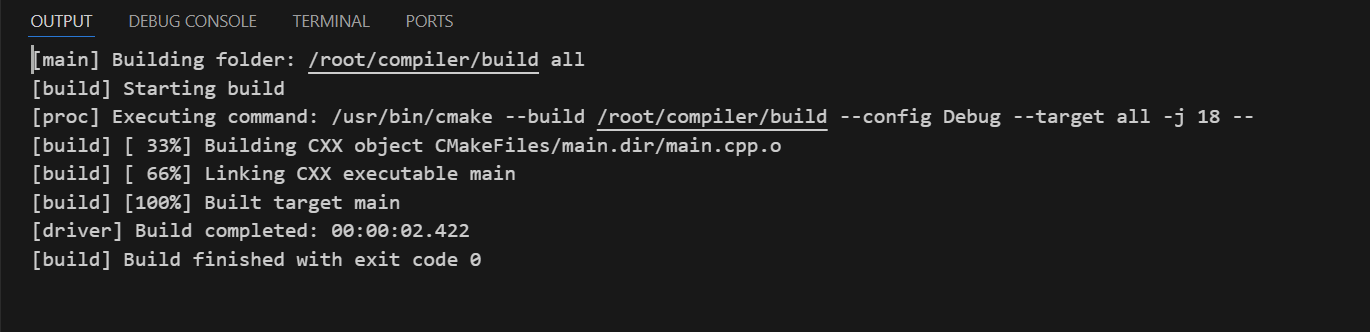 OUTPUT DEBUG CONSOLE TERMINAL PORTS
[main] Building folder: /root/compiler/build all
[build] Starting build
[proc] Executing command: /usr/bin/cmake --build /root/compiler/build --config Debug --target all -j 18 --
[build] [ 33%] Building CXX object CMakeFiles/main.dir/main.cpp.o
[build] [ 66%] Linking CXX executable main
[build] [100%] Built target main
[driver] Build completed: 00:00:02.422
[build] Build finished with exit code 0